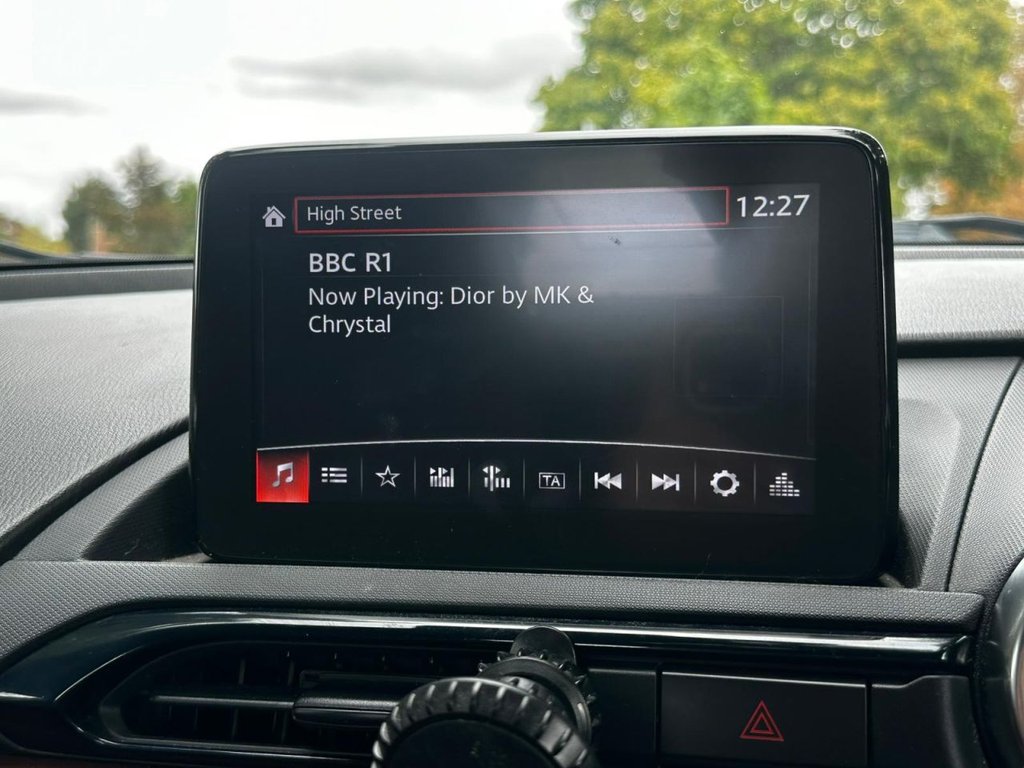 High Street
12:27
BBC R1
Now Playing: Dior by MK &
Chrystal
TA